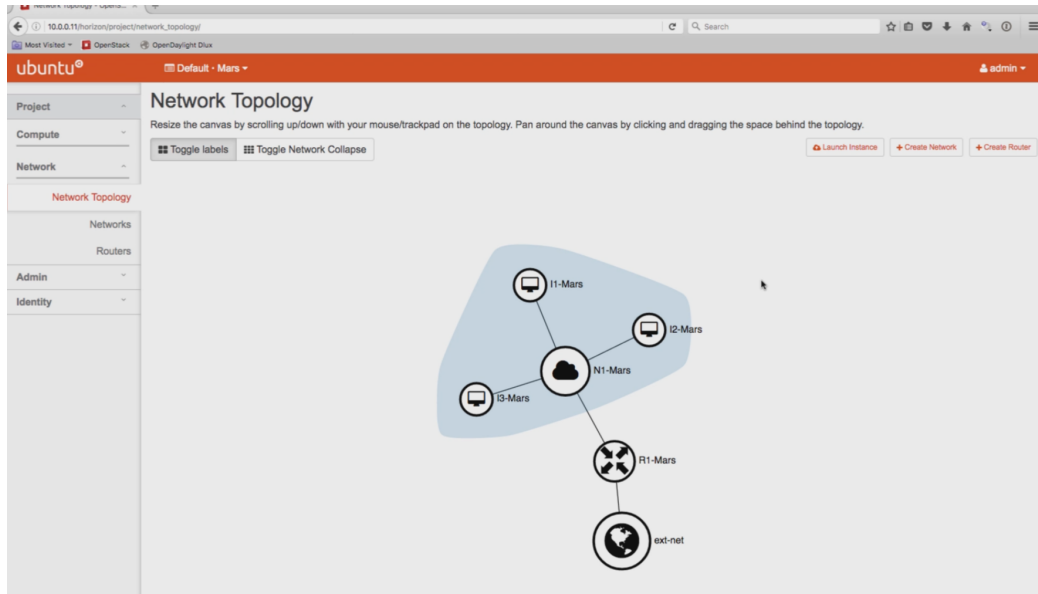 Network Topology - OpenS... ×
10.0.0.11/horizon/project/network_topology/
Search
Most Visited
OpenStack
OpenDaylight Dlux
ubuntu®
Default · Mars
admin
Project
Compute
Network
Network Topology
Networks
Routers
Admin
Identity
Network Topology
Resize the canvas by scrolling up/down with your mouse/trackpad on the topology. Pan around the canvas by clicking and dragging the space behind the topology.
Toggle labels
Toggle Network Collapse
Launch Instance
+ Create Network
+ Create Router
I1-Mars
I2-Mars
N1-Mars
I3-Mars
R1-Mars
ext-net